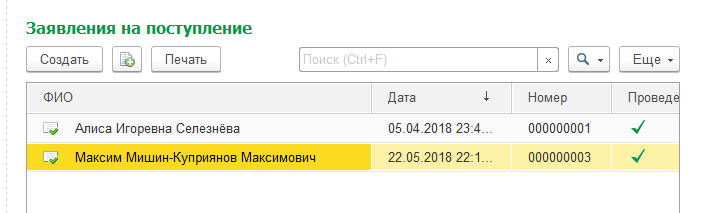 Заявления на поступление
Создать Печать Поиск (Ctrl+F) × Еще
ФИО Дата ↓ Номер Проведе
Алиса Игоревна Селезнёва 05.04.2018 23:4... 000000001
Максим Мишин-Куприянов Максимович 22.05.2018 22:1... 000000003